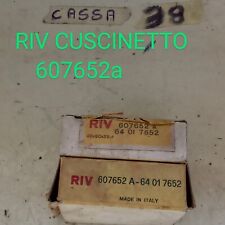 CASSA 38
RIV CUSCINETTO
607652a
RIV 607652 A
64 01 7652
RIV 607652 A-64 01 7652
MADE IN ITALY